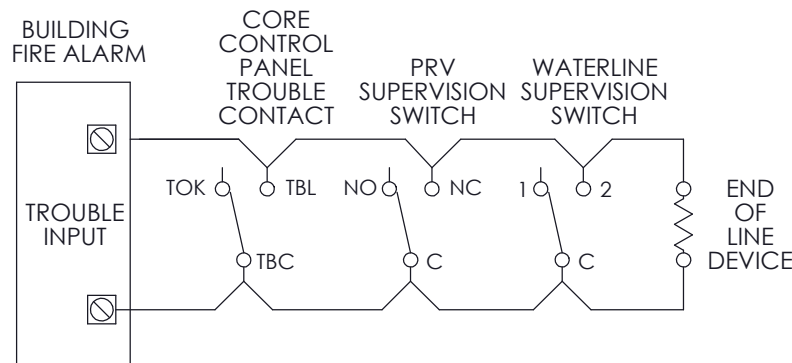 BUILDING
FIRE ALARM
CORE
CONTROL
PANEL
TROUBLE
CONTACT
PRV
SUPERVISION
SWITCH
WATERLINE
SUPERVISION
SWITCH
TROUBLE
INPUT
TOK
TBL
TBC
NO
NC
C
1
2
C
END
OF
LINE
DEVICE